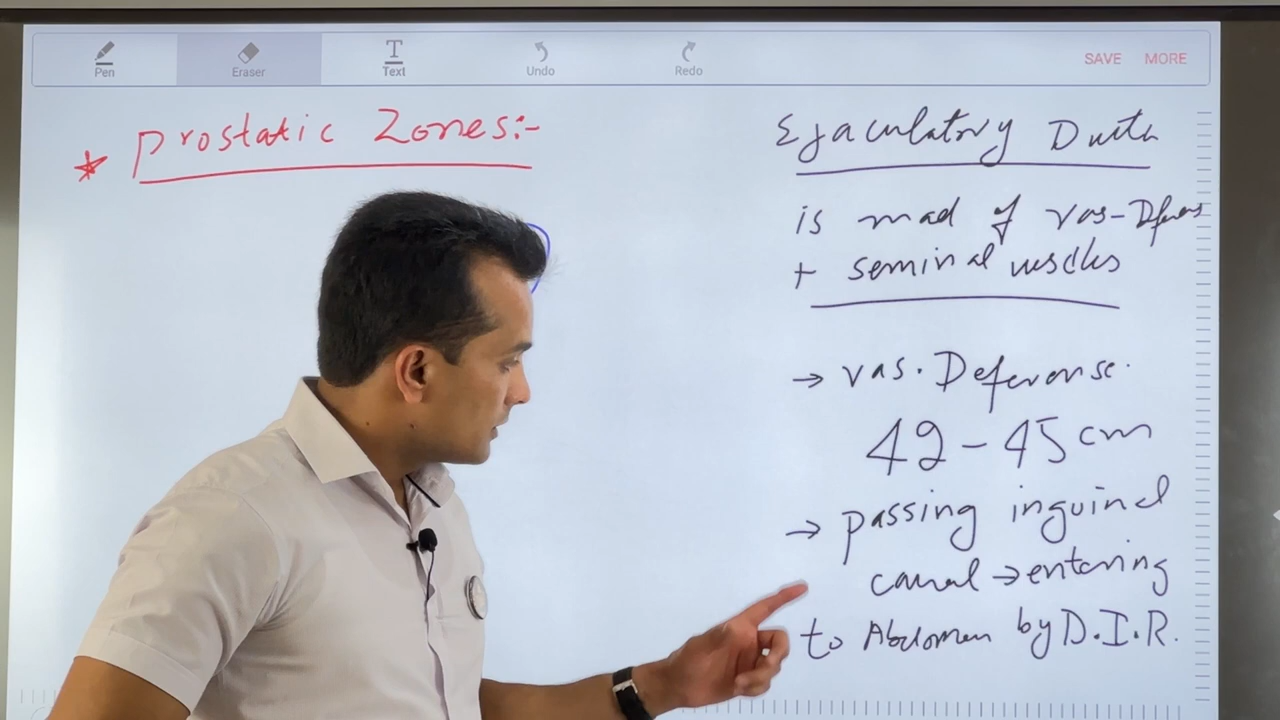 Pen
Eraser
Text
Undo
Redo
SAVE MORE
* Prostatic Zones:-
Ejaculatory Ducts
is mad of vas-Deferens
+ seminal vesicles
→ vas. Deferense.
42-45 cm
→ passing inguinal
canal → entering
to Abdomen by D.I.R.